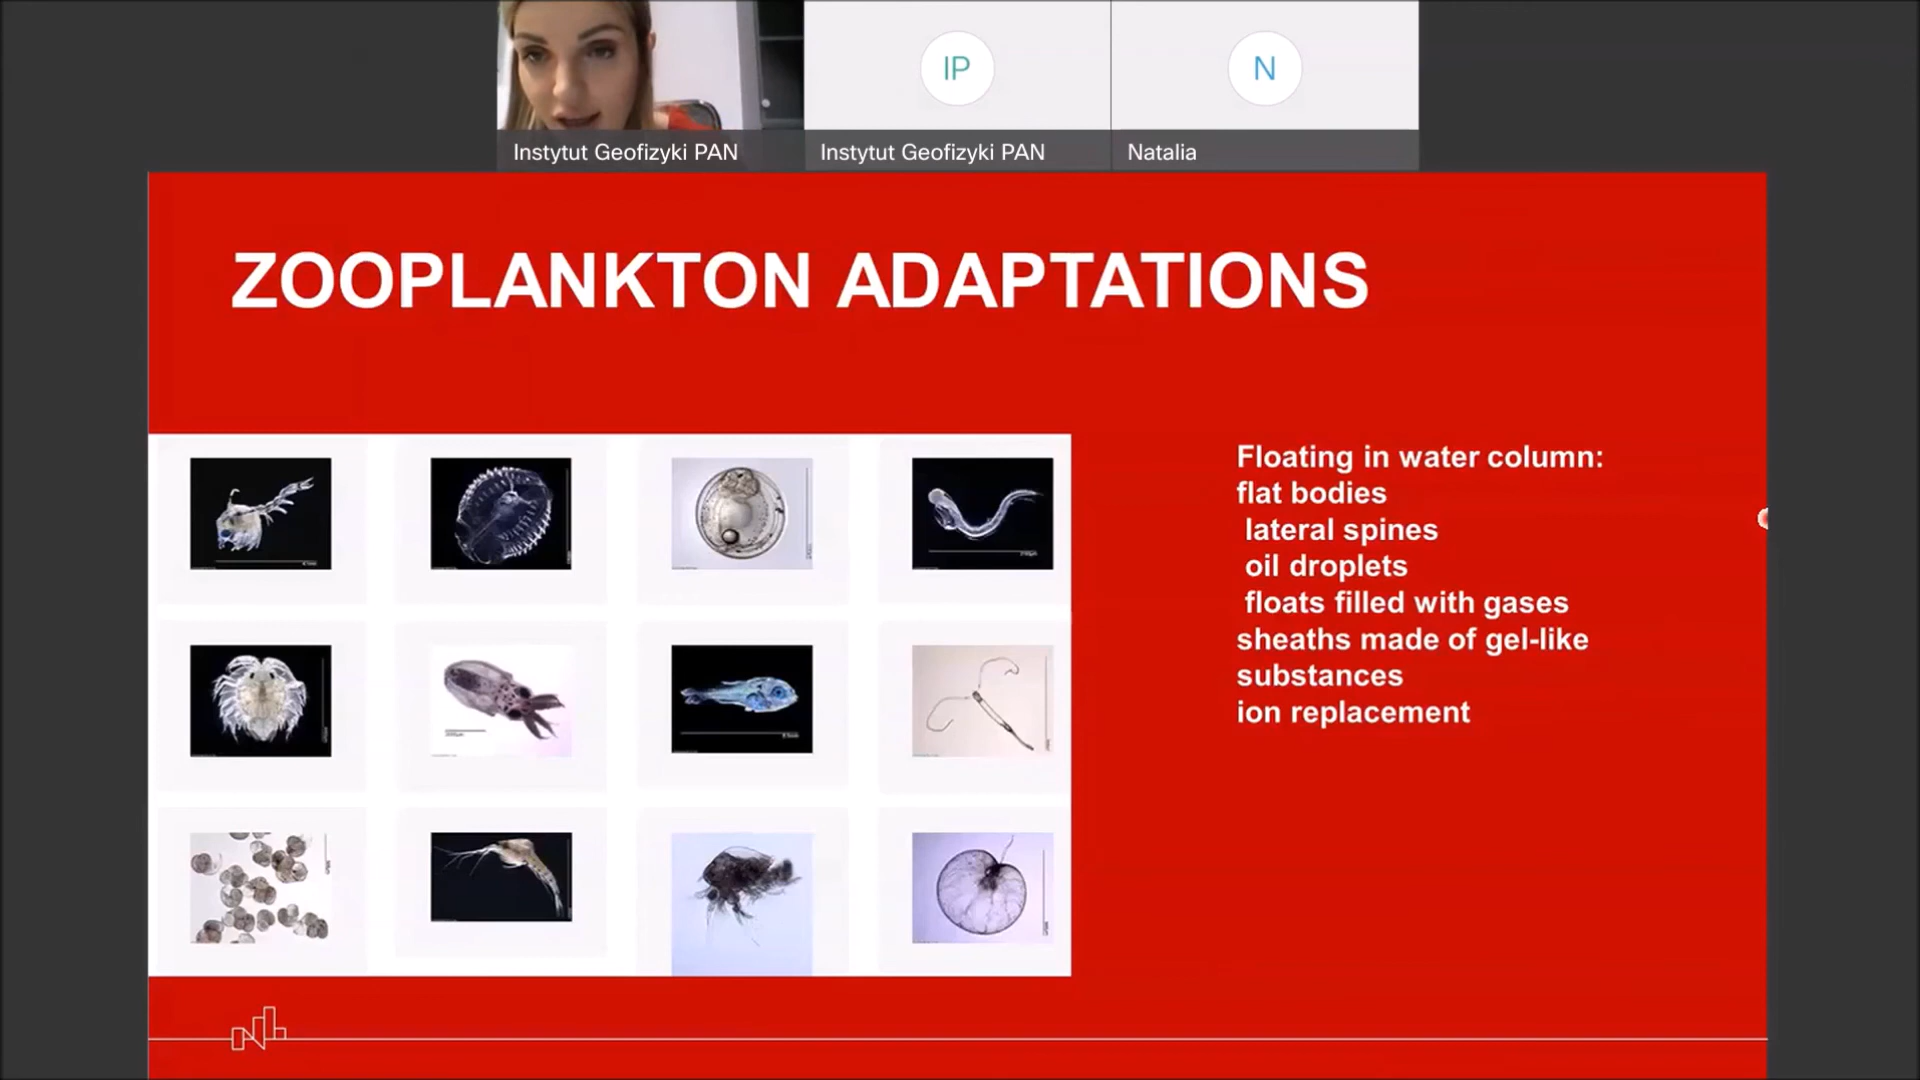 IP
N
Instytut Geofizyki PAN
Instytut Geofizyki PAN
Natalia
ZOOPLANKTON ADAPTATIONS
Floating in water column:
flat bodies
lateral spines
oil droplets
floats filled with gases
sheaths made of gel-like
substances
ion replacement